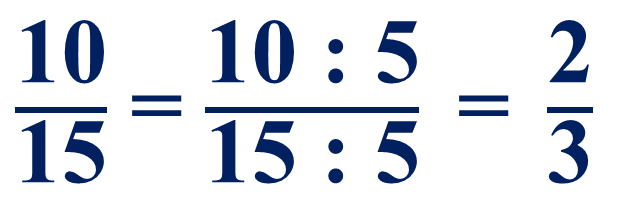 10/15 = (10 : 5)/(15 : 5) = 2/3